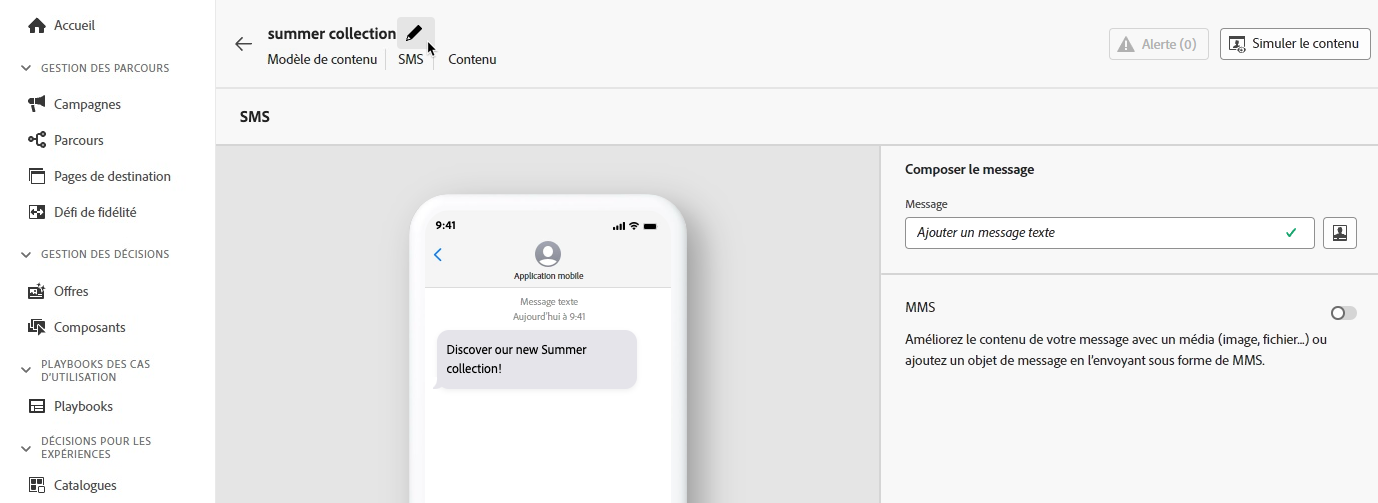 Accueil
GESTION DES PARCOURS
Campagnes
Parcours
Pages de destination
Défi de fidélité
GESTION DES DÉCISIONS
Offres
Composants
PLAYBOOKS DES CAS
D'UTILISATION
Playbooks
DÉCISIONS POUR LES
EXPÉRIENCES
Catalogues
summer collection
Modèle de contenu SMS Contenu
Alerte (0) Simuler le contenu
SMS
9:41
Application mobile
Message texte
Aujourd'hui à 9:41
Discover our new Summer
collection!
Composer le message
Message
Ajouter un message texte
MMS
Améliorez le contenu de votre message avec un média (image, fichier...) ou
ajoutez un objet de message en l'envoyant sous forme de MMS.